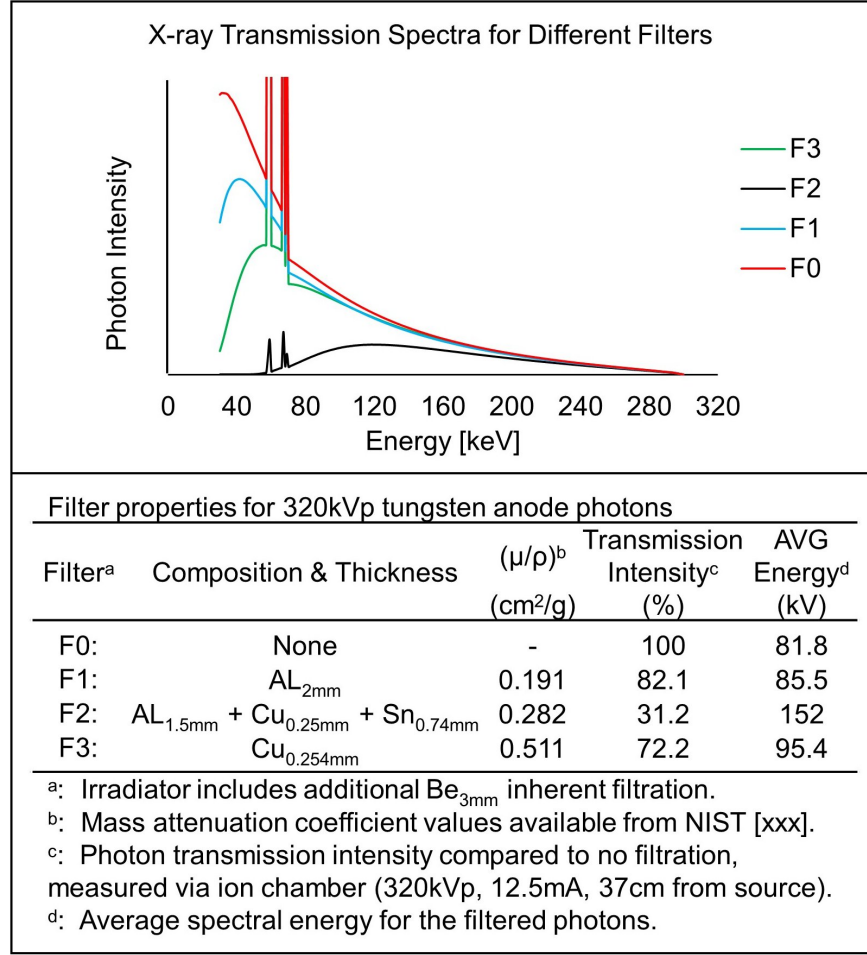 X-ray Transmission Spectra for Different Filters
Photon Intensity
F3
F2
F1
F0
0 40 80 120 160 200 240 280 320
Energy [keV]
Filter properties for 320kVp tungsten anode photons
Filterᵃ Composition & Thickness (μ/ρ)ᵇ (cm²/g) Transmission Intensityᶜ (%) AVG Energyᵈ (kV)
F0: None - 100 81.8
F1: AL₂mm 0.191 82.1 85.5
F2: AL₁.₅mm + Cu₀.₂₅mm + Sn₀.₇₄mm 0.282 31.2 152
F3: Cu₀.₂₅₄mm 0.511 72.2 95.4
ᵃ: Irradiator includes additional Be₃mm inherent filtration.
ᵇ: Mass attenuation coefficient values available from NIST [xxx].
ᶜ: Photon transmission intensity compared to no filtration,
measured via ion chamber (320kVp, 12.5mA, 37cm from source).
ᵈ: Average spectral energy for the filtered photons.